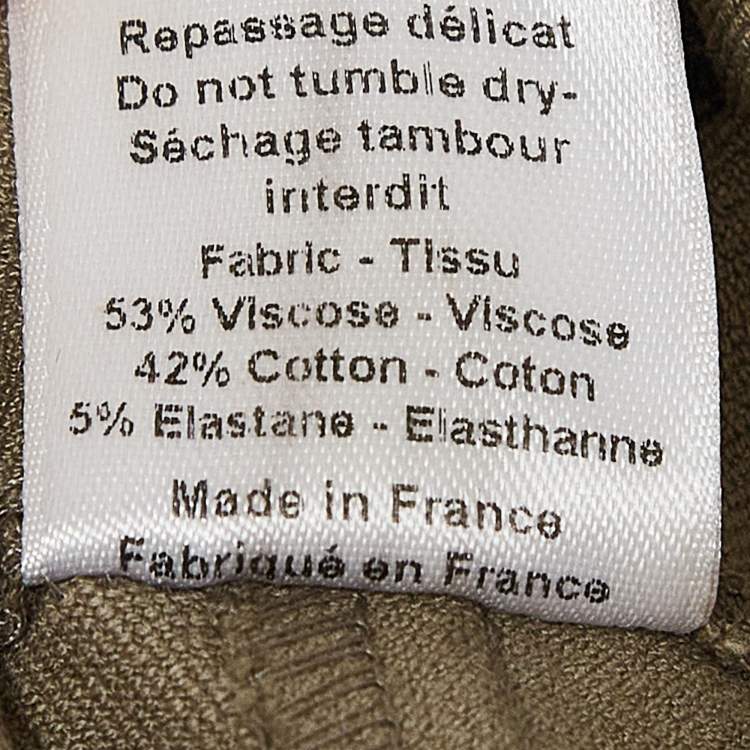 Repassage délicat
Do not tumble dry-
Séchage tambour
interdit
Fabric - Tissu
53% Viscose - Viscose
42% Cotton - Coton
5% Elastane - Elasthanne
Made in France
Fabriqué en France